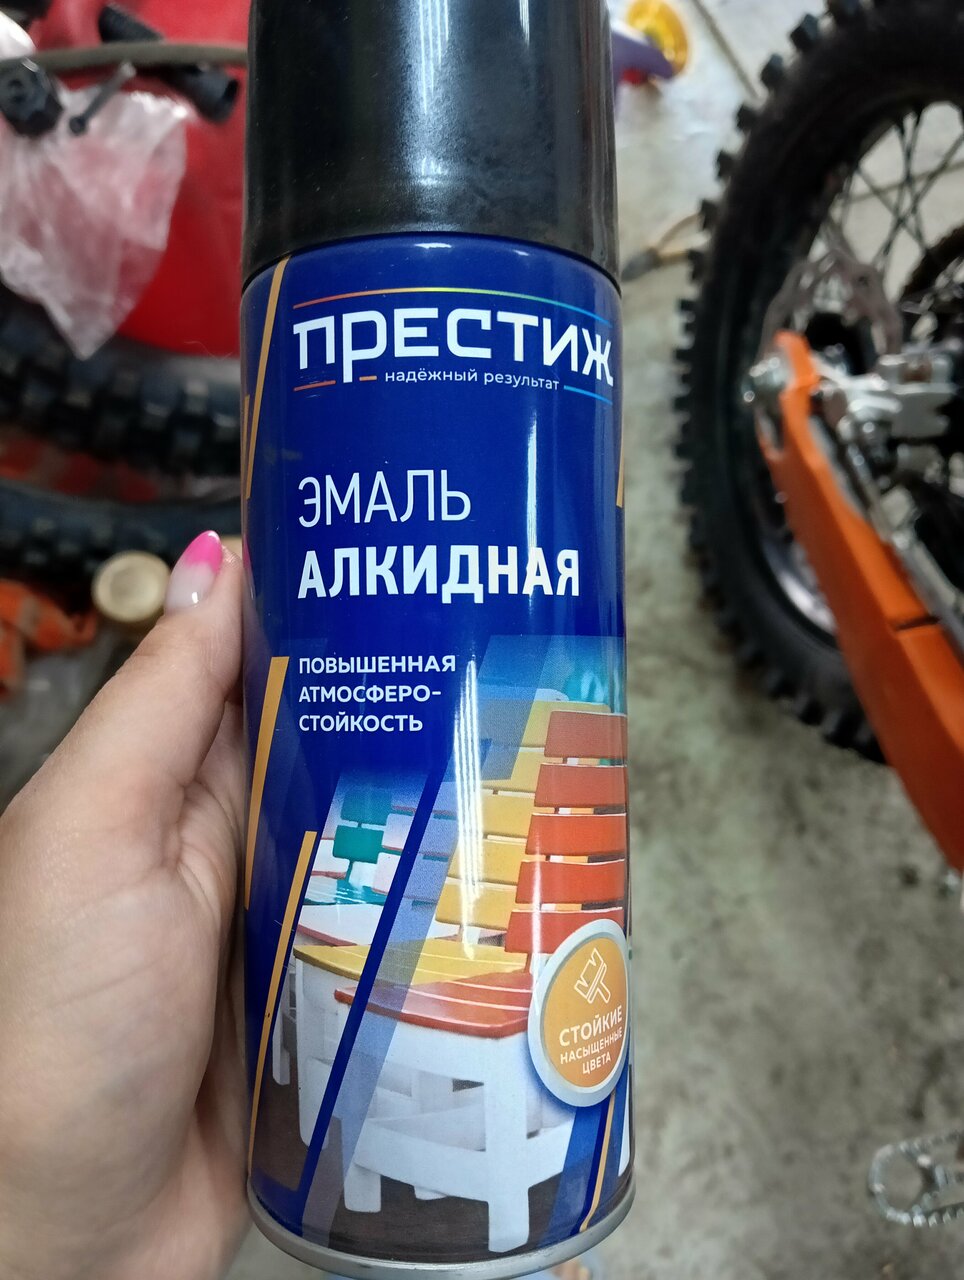 ПРЕСТИЖ
надёжный результат
ЭМАЛЬ
АЛКИДНАЯ
ПОВЫШЕННАЯ
АТМОСФЕРО-
СТОЙКОСТЬ
СТОЙКИЕ
НАСЫЩЕННЫЕ
ЦВЕТА